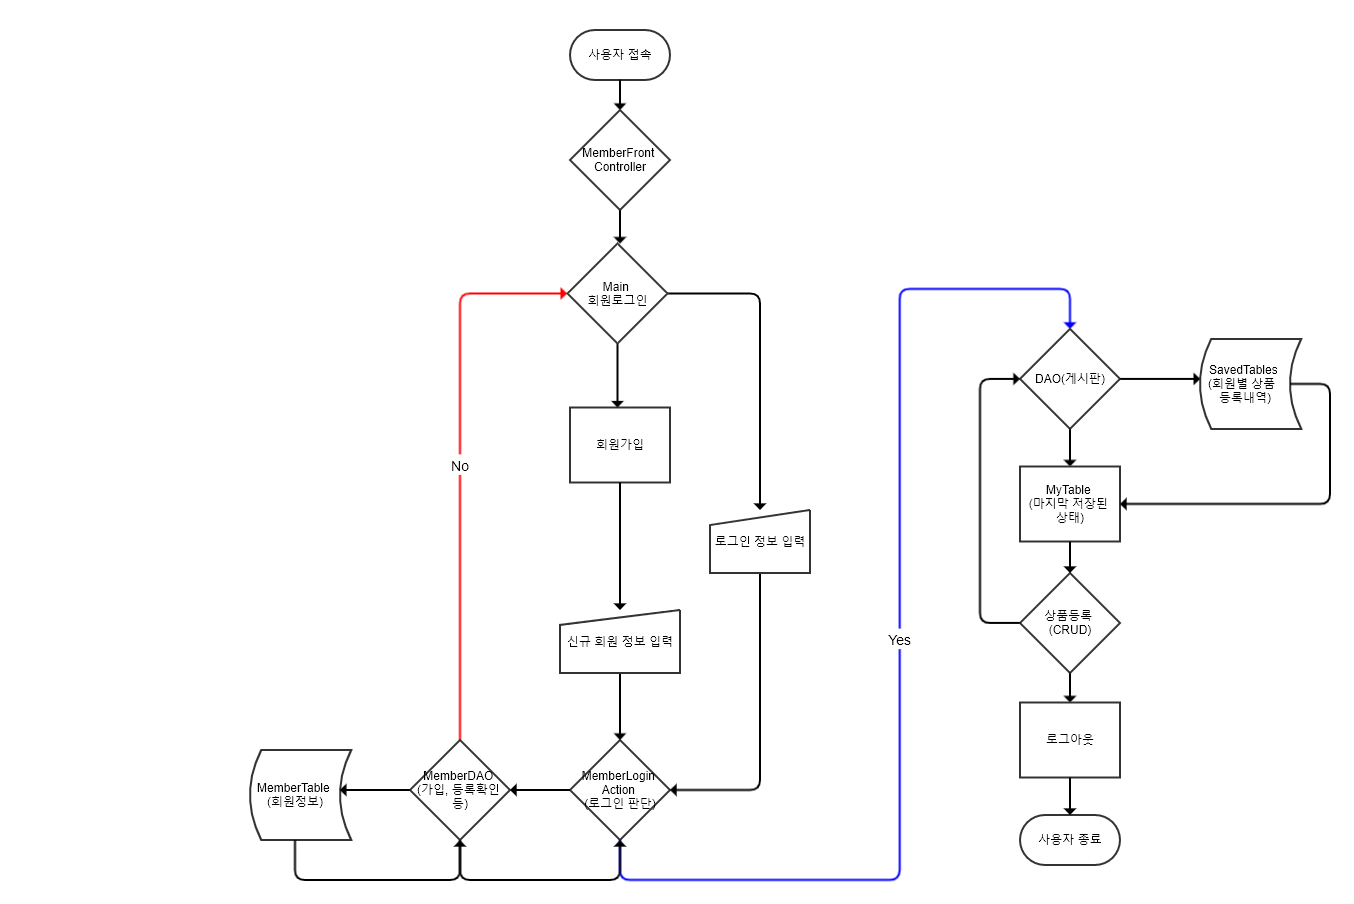 사용자 접속
MemberFront
Controller
Main
회원로그인
회원가입
로그인 정보 입력
신규 회원 정보 입력
No
MemberLogin
Action
(로그인 판단)
MemberDAO
(가입, 등록확인
등)
MemberTable
(회원정보)
Yes
DAO(게시판)
SavedTables
(회원별 상품
등록내역)
MyTable
(마지막 저장된
상태)
상품등록
(CRUD)
로그아웃
사용자 종료